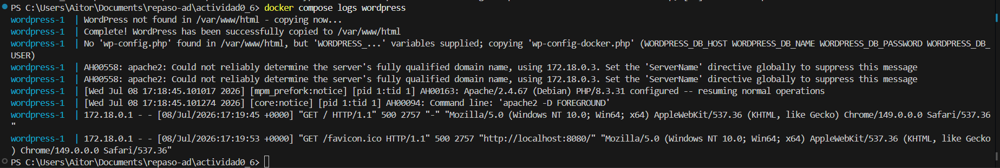 PS C:\Users\Aitor\Documents\repaso-ad\actividad0_6> docker compose logs wordpress
wordpress-1  | WordPress not found in /var/www/html - copying now...
wordpress-1  | Complete! WordPress has been successfully copied to /var/www/html
wordpress-1  | No 'wp-config.php' found in /var/www/html, but 'WORDPRESS_...' variables supplied; copying 'wp-config-docker.php' (WORDPRESS_DB_HOST WORDPRESS_DB_NAME WORDPRESS_DB_PASSWORD WORDPRESS_DB_
USER)
wordpress-1  | AH00558: apache2: Could not reliably determine the server's fully qualified domain name, using 172.18.0.3. Set the 'ServerName' directive globally to suppress this message
wordpress-1  | AH00558: apache2: Could not reliably determine the server's fully qualified domain name, using 172.18.0.3. Set the 'ServerName' directive globally to suppress this message
wordpress-1  | [Wed Jul 08 17:18:45.101017 2026] [mpm_prefork:notice] [pid 1:tid 1] AH00163: Apache/2.4.67 (Debian) PHP/8.3.31 configured -- resuming normal operations
wordpress-1  | [Wed Jul 08 17:18:45.101274 2026] [core:notice] [pid 1:tid 1] AH00094: Command line: 'apache2 -D FOREGROUND'
wordpress-1  | 172.18.0.1 - - [08/Jul/2026:17:19:45 +0000] "GET / HTTP/1.1" 500 2757 "-" "Mozilla/5.0 (Windows NT 10.0; Win64; x64) AppleWebKit/537.36 (KHTML, like Gecko) Chrome/149.0.0.0 Safari/537.36
"
wordpress-1  | 172.18.0.1 - - [08/Jul/2026:17:19:53 +0000] "GET /favicon.ico HTTP/1.1" 500 2757 "http://localhost:8080/" "Mozilla/5.0 (Windows NT 10.0; Win64; x64) AppleWebKit/537.36 (KHTML, like Gecko
) Chrome/149.0.0.0 Safari/537.36"
PS C:\Users\Aitor\Documents\repaso-ad\actividad0_6>